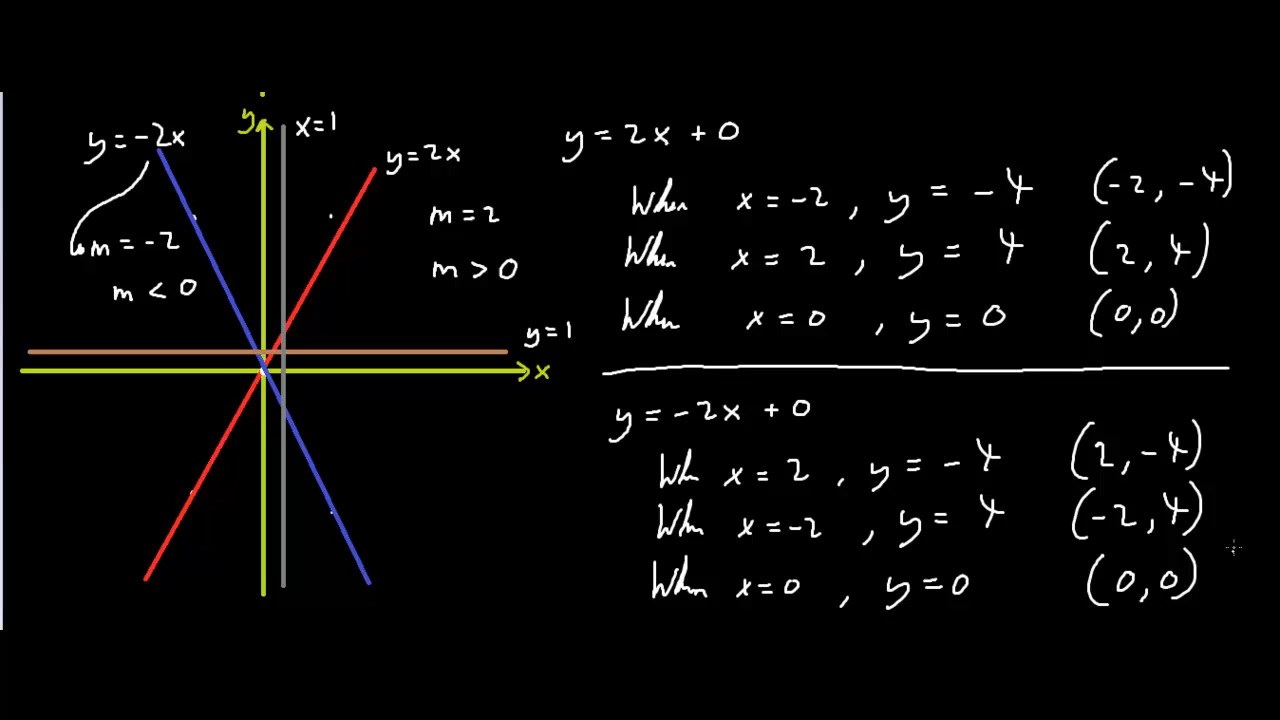 y = -2x
m = -2
m < 0
y
x = 1
y = 2x
m = 2
m > 0
y = 1
x
y = 2x + 0
When x = -2 , y = -4 (-2, -4)
When x = 2 , y = 4 (2, 4)
When x = 0 , y = 0 (0,0)
y = -2x + 0
When x = 2 , y = -4 (2, -4)
When x = -2 , y = 4 (-2, 4)
When x = 0 , y = 0 (0, 0)